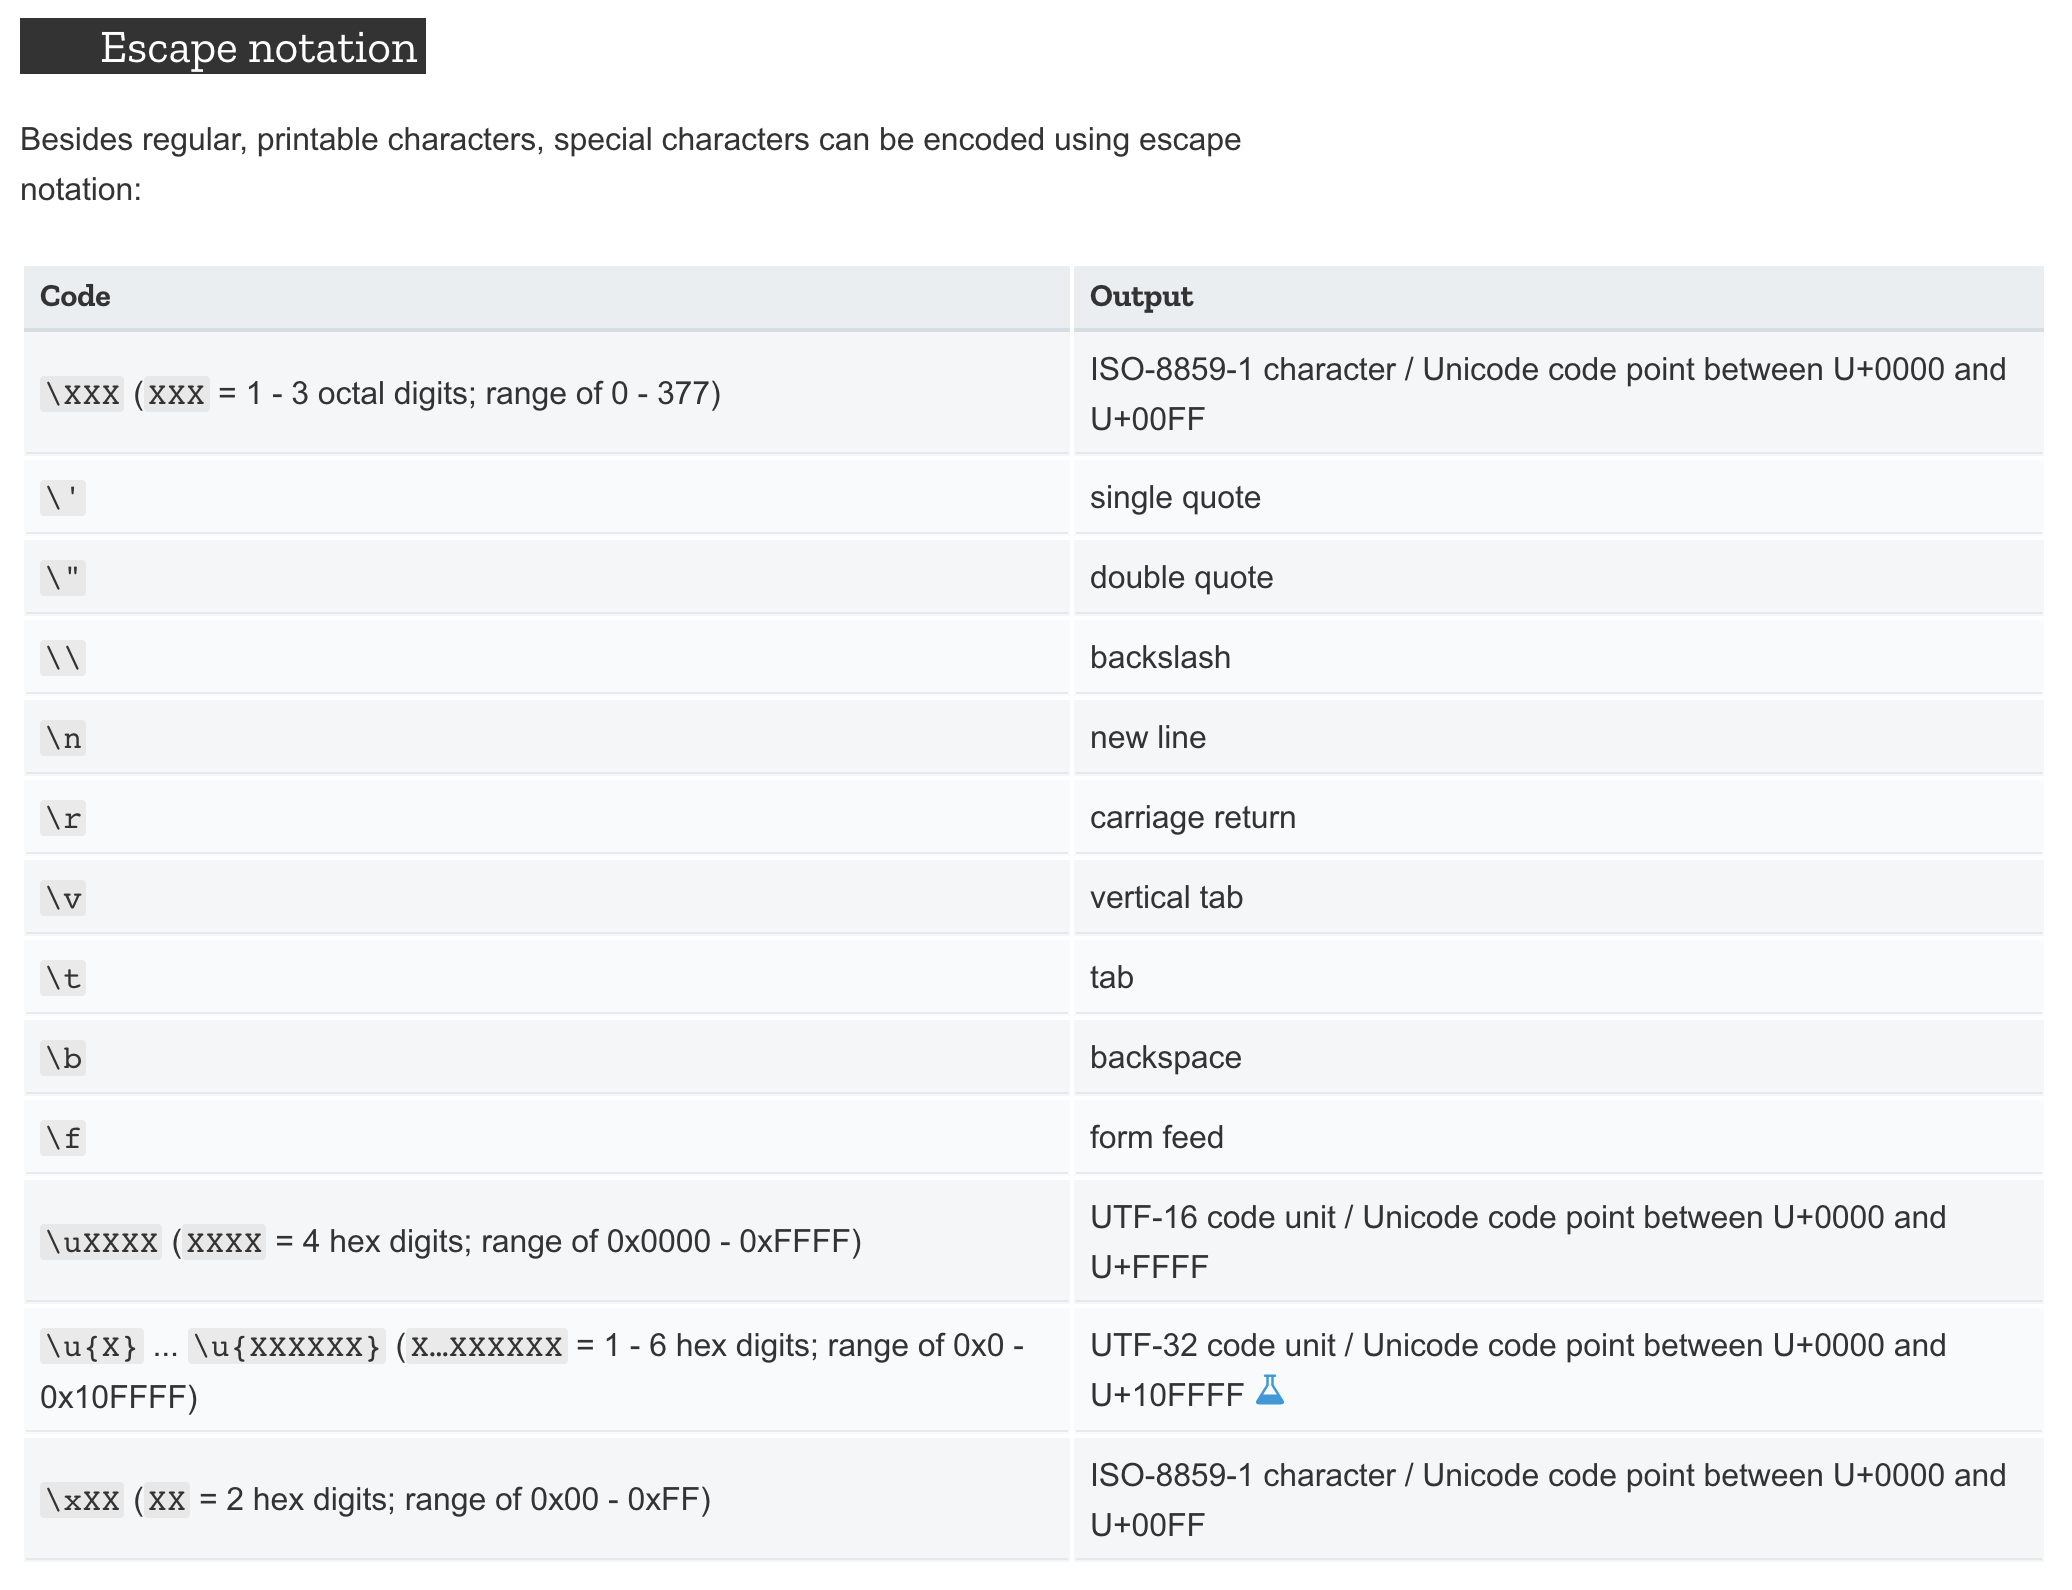 Escape notation
Besides regular, printable characters, special characters can be encoded using escape
notation:
Code
Output
\XXX (XXX = 1 - 3 octal digits; range of 0 - 377)
ISO-8859-1 character / Unicode code point between U+0000 and
U+00FF
\'
single quote
\"
double quote
\\
backslash
\n
new line
\r
carriage return
\v
vertical tab
\t
tab
\b
backspace
\f
form feed
\uXXXX (XXXX = 4 hex digits; range of 0x0000 - 0xFFFF)
UTF-16 code unit / Unicode code point between U+0000 and
U+FFFF
\u{X} ... \u{XXXXXX} (X…XXXXXX = 1 - 6 hex digits; range of 0x0 -
0x10FFFF)
UTF-32 code unit / Unicode code point between U+0000 and
U+10FFFF
\xXX (XX = 2 hex digits; range of 0x00 - 0xFF)
ISO-8859-1 character / Unicode code point between U+0000 and
U+00FF